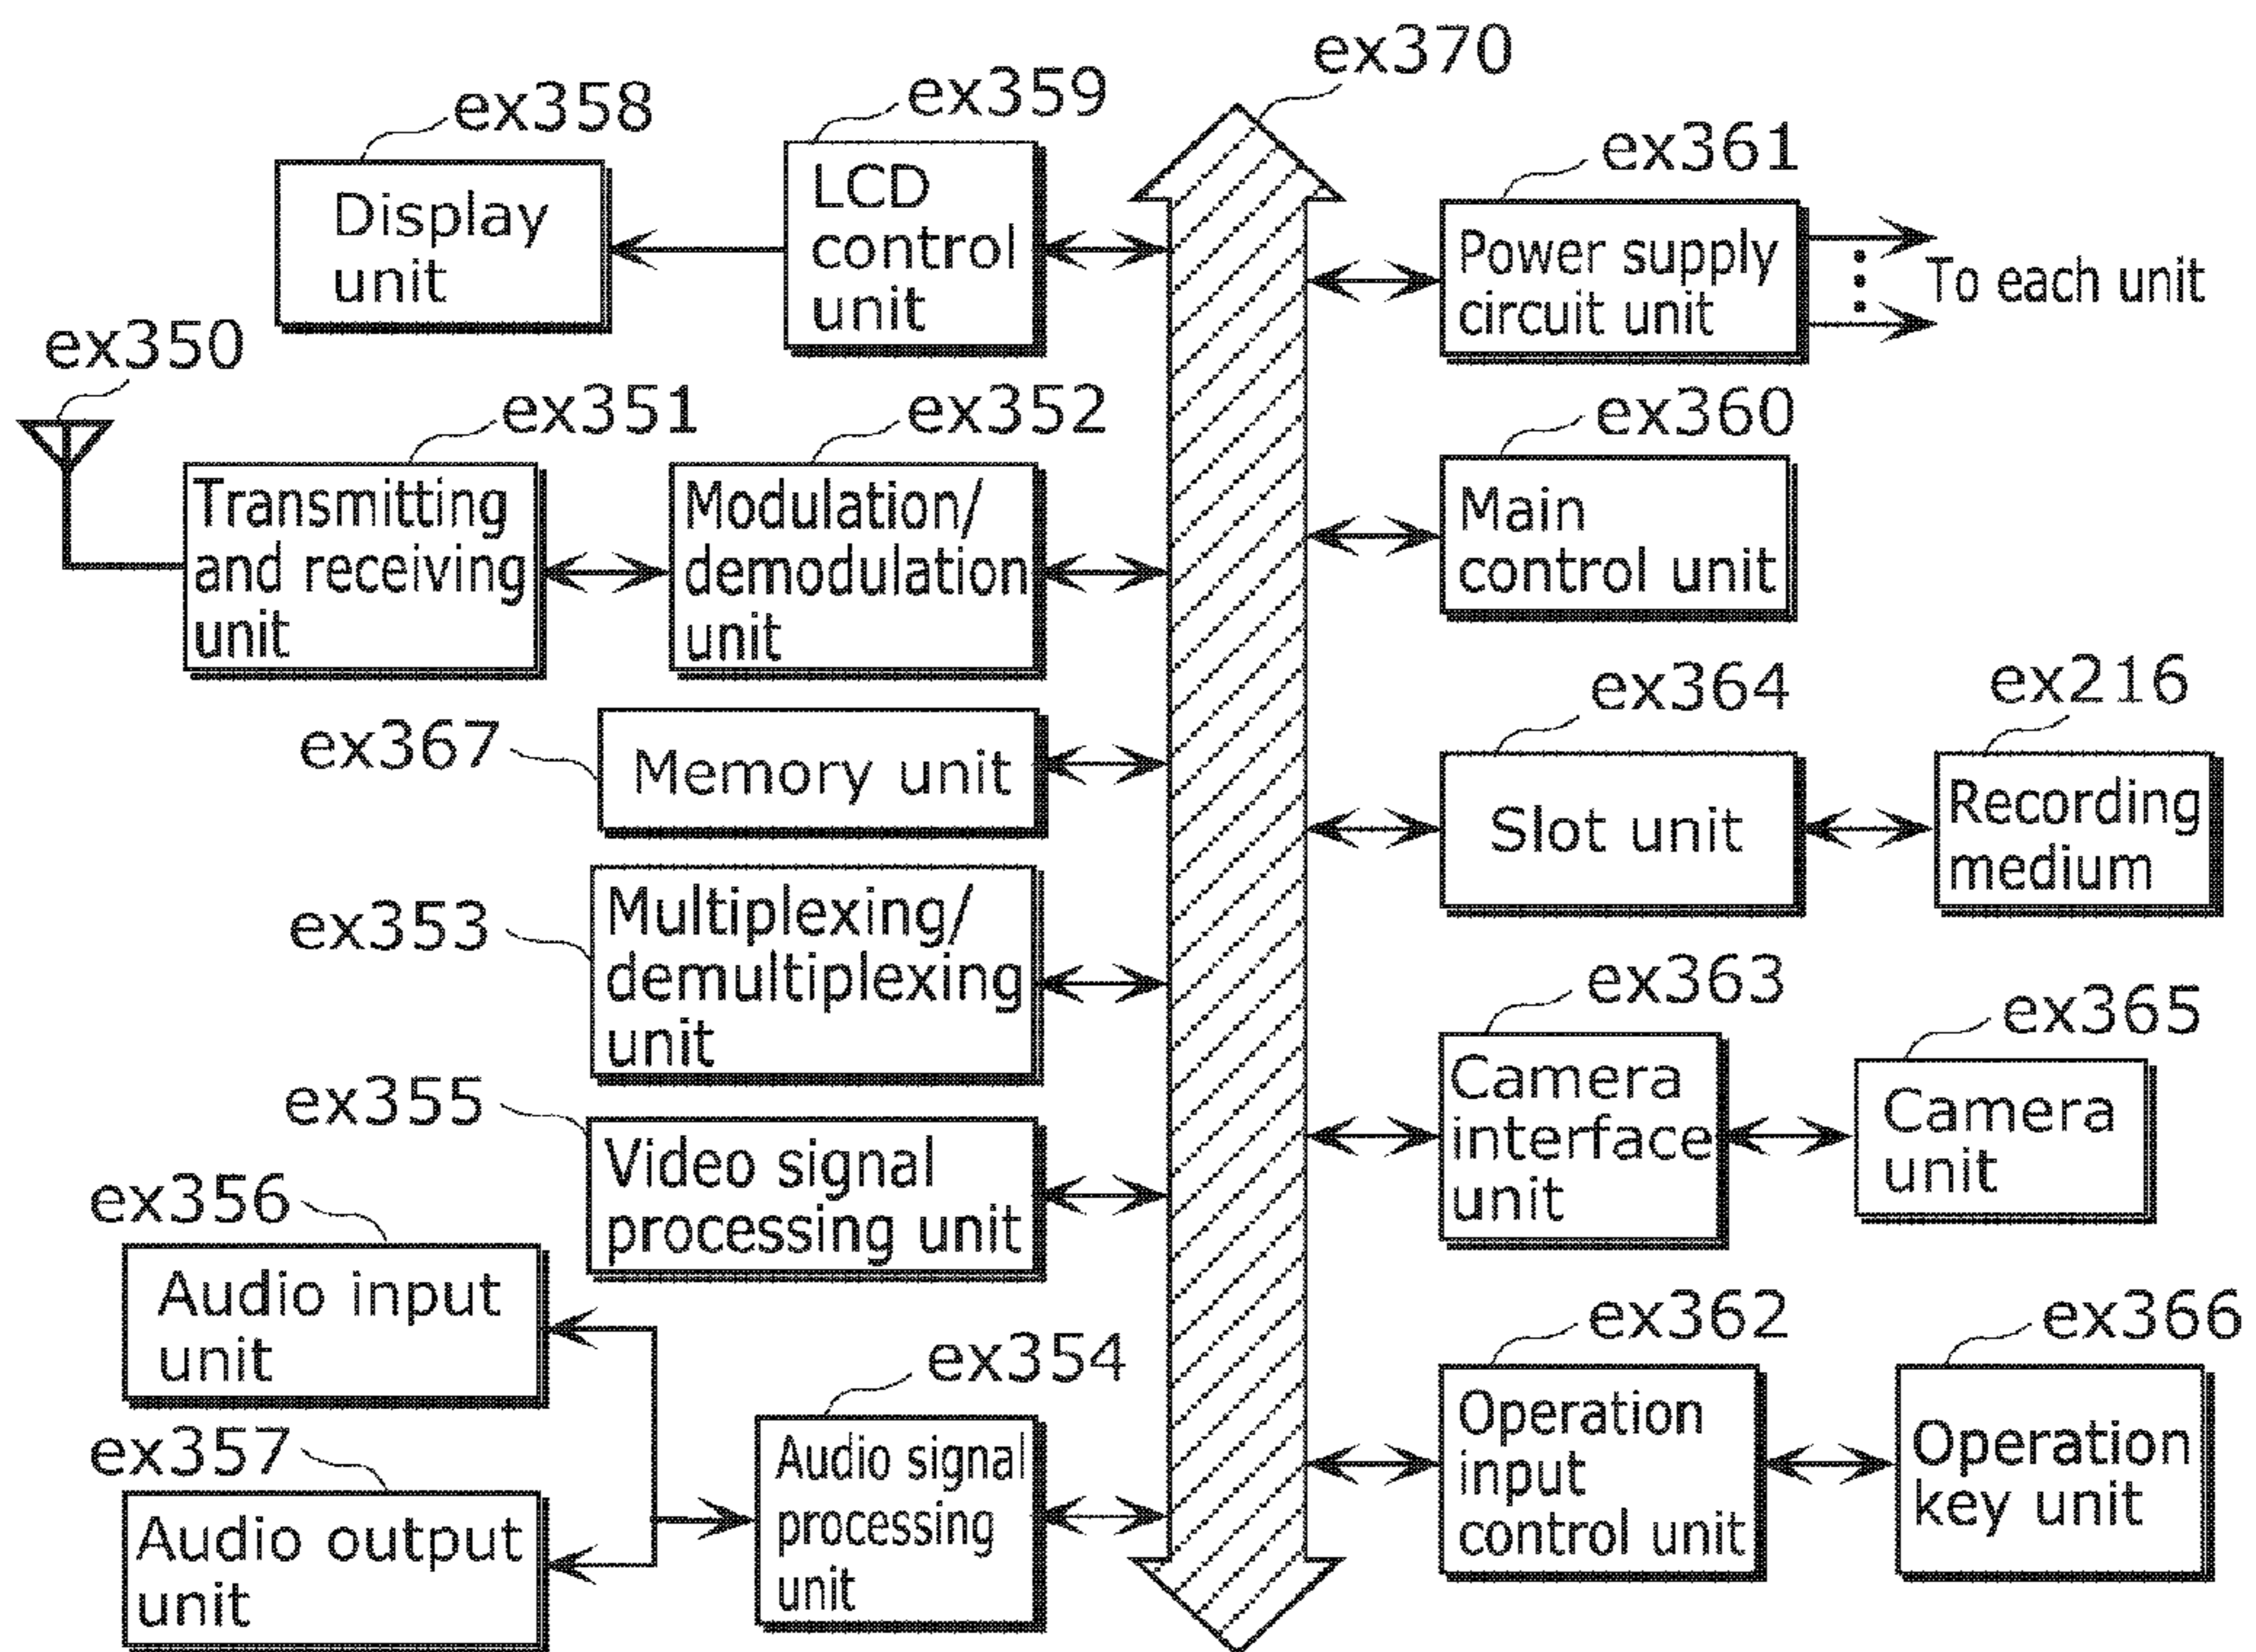 ex370
ex359
ex358
LCD
control
unit
Display
unit
ex361
Power supply
circuit unit
To each unit
ex350
ex351
ex352
Transmitting
and receiving
unit
Modulation/
demodulation
unit
ex360
Main
control unit
ex367
Memory unit
ex364
ex216
Slot unit
Recording
medium
ex353
Multiplexing/
demultiplexing
unit
ex363
ex365
Camera
interface
unit
Camera
unit
ex355
Video signal
processing unit
ex356
Audio input
unit
ex354
ex357
Audio output
unit
Audio signal
processing
unit
ex362
ex366
Operation
input
control unit
Operation
key unit